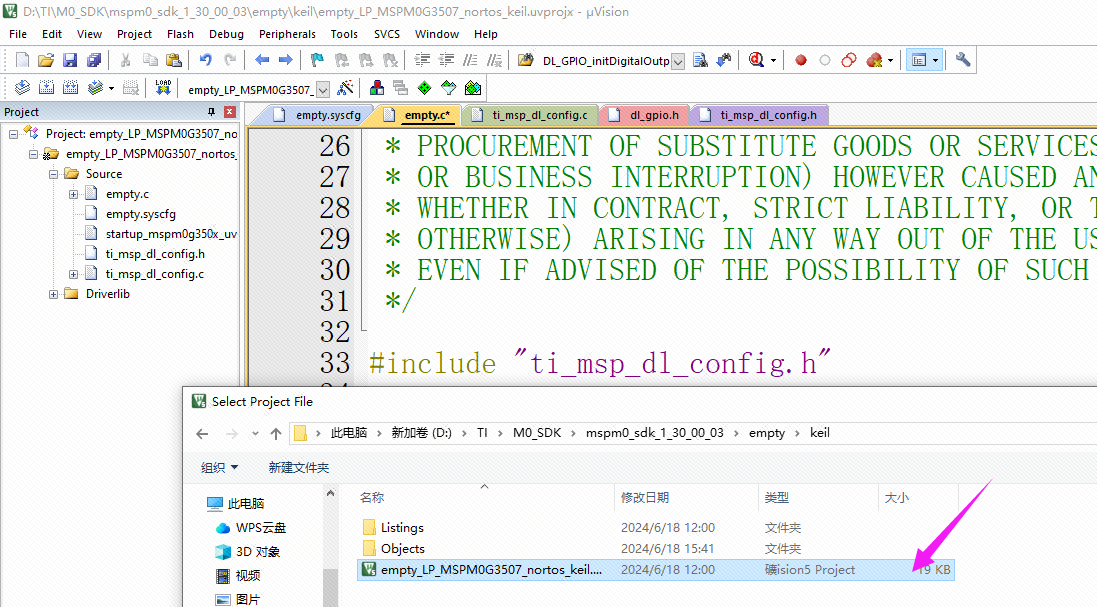 D:\TI\M0_SDK\mspm0_sdk_1_30_00_03\empty\keil\empty_LP_MSPM0G3507_nortos_keil.uvprojx - µVision
File Edit View Project Flash Debug Peripherals Tools SVCS Window Help
DL_GPIO_initDigitalOutp
LOAD empty_LP_MSPM0G3507_
Project
empty.syscfg empty.c* ti_msp_dl_config.c dl_gpio.h ti_msp_dl_config.h
Project: empty_LP_MSPM0G3507_no
empty_LP_MSPM0G3507_nortos_
Source
empty.c
empty.syscfg
startup_mspm0g350x_uv
ti_msp_dl_config.h
ti_msp_dl_config.c
Driverlib
26 * PROCUREMENT OF SUBSTITUTE GOODS OR SERVICES
27 * OR BUSINESS INTERRUPTION) HOWEVER CAUSED AN
28 * WHETHER IN CONTRACT, STRICT LIABILITY, OR T
29 * OTHERWISE) ARISING IN ANY WAY OUT OF THE US
30 * EVEN IF ADVISED OF THE POSSIBILITY OF SUCH
31 */
32
33 #include "ti_msp_dl_config.h"
Select Project File
此电脑 › 新加卷 (D:) › TI › M0_SDK › mspm0_sdk_1_30_00_03 › empty › keil
组织 新建文件夹
此电脑
WPS云盘
3D 对象
视频
图片
名称 修改日期 类型 大小
Listings 2024/6/18 12:00 文件夹
Objects 2024/6/18 15:41 文件夹
empty_LP_MSPM0G3507_nortos_keil.... 2024/6/18 12:00 礦ision5 Project 19 KB